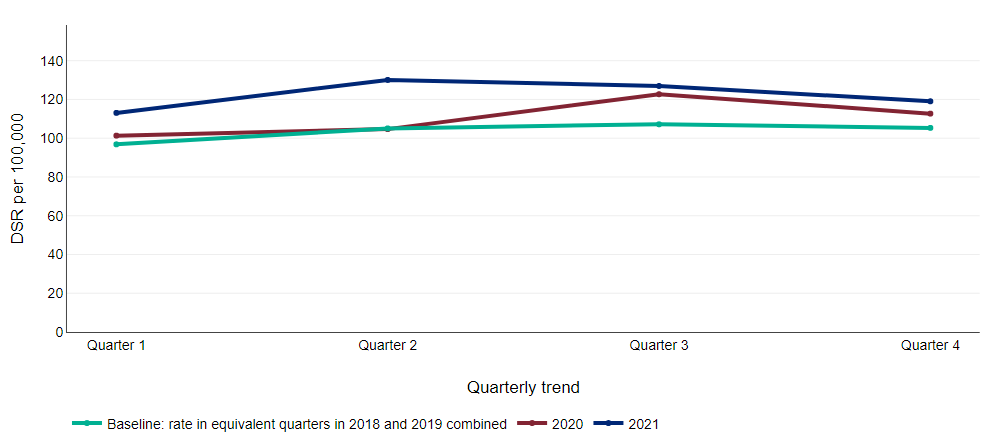 DSR per 100,000
140
120
100
80
60
40
20
0
Quarter 1 Quarter 2 Quarter 3 Quarter 4
Quarterly trend
Baseline: rate in equivalent quarters in 2018 and 2019 combined 2020 2021